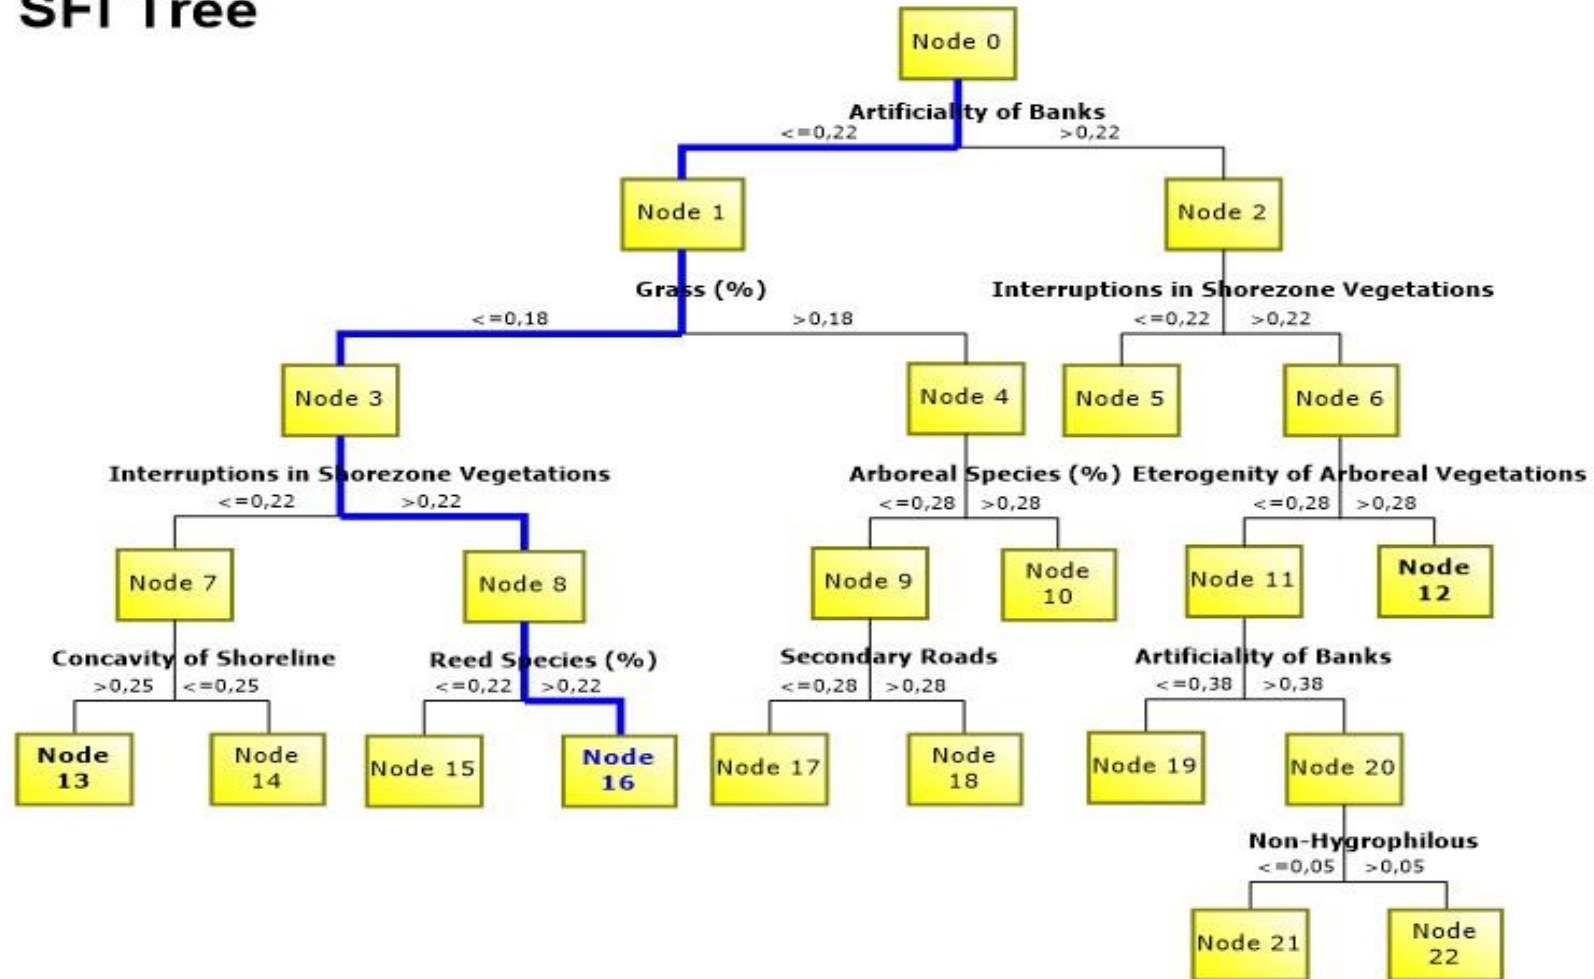 SFI Tree
Node 0
Artificiality of Banks
<=0,22 >0,22
Node 1 Node 2
Grass (%) Interruptions in Shorezone Vegetations
<=0,18 >0,18 <=0,22 >0,22
Node 3 Node 4 Node 5 Node 6
Interruptions in Shorezone Vegetations Arboreal Species (%) Eterogenity of Arboreal Vegetations
<=0,22 >0,22 <=0,28 >0,28 <=0,28 >0,28
Node 7 Node 8 Node 9 Node
10 Node 11 Node
12
Concavity of Shoreline Reed Species (%) Secondary Roads Artificiality of Banks
>0,25 <=0,25 <=0,22 >0,22 <=0,28 >0,28 <=0,38 >0,38
Node
13 Node
14 Node 15 Node
16 Node 17 Node
18 Node 19 Node 20
Non-Hygrophilous
<=0,05 >0,05
Node 21 Node
22